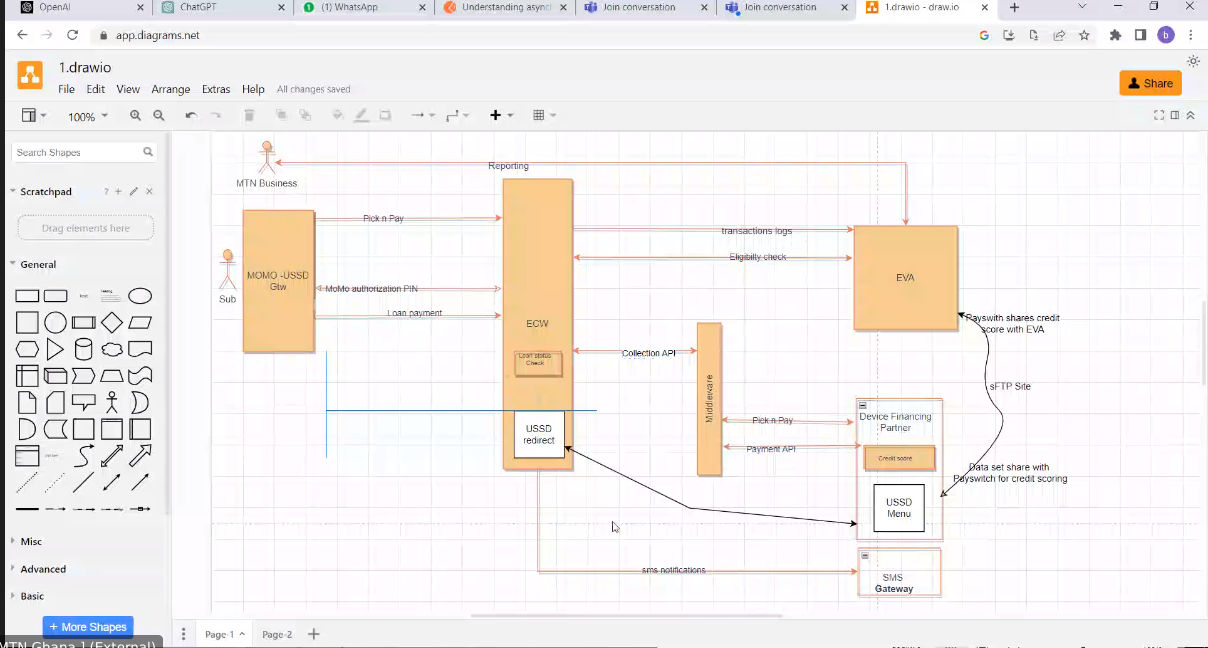 OpenAI
ChatGPT
(1) WhatsApp
Understanding async
Join conversation
Join conversation
1.drawio - draw.io
app.diagrams.net
b
1.drawio
File Edit View Arrange Extras Help All changes saved
Share
100%
Search Shapes
Scratchpad
?
Drag elements here
General
Misc
Advanced
Basic
+ More Shapes
MTN Ghana 1 (External)
MTN Business
Reporting
Pick n Pay
transactions logs
Eligibilty check
MOMO -USSD
Gtw
Sub
MoMo authorization PIN
Loan payment
ECW
EVA
Payswith shares credit
score with EVA
Loan status
Check
Collection API
Middleware
sFTP Site
USSD
redirect
Pick n Pay
Payment API
Device Financing
Partner
Credit score
Data set share with
Payswitch for credit scoring
USSD
Menu
sms notifications
SMS
Gateway
Page-1
Page-2